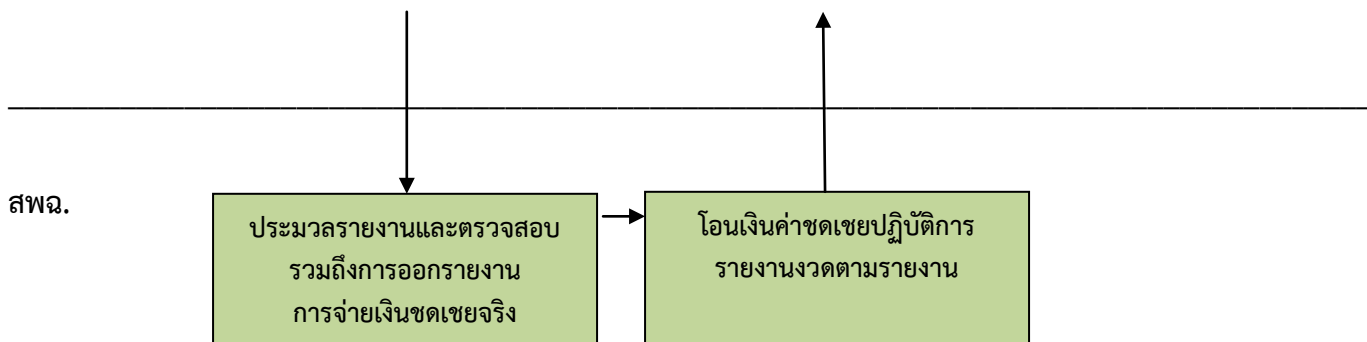 สพฉ.
ประมวลรายงานและตรวจสอบ
รวมถึงการออกรายงาน
การจ่ายเงินชดเชยจริง
โอนเงินค่าชดเชยปฏิบัติการ
รายงานงวดตามรายงาน